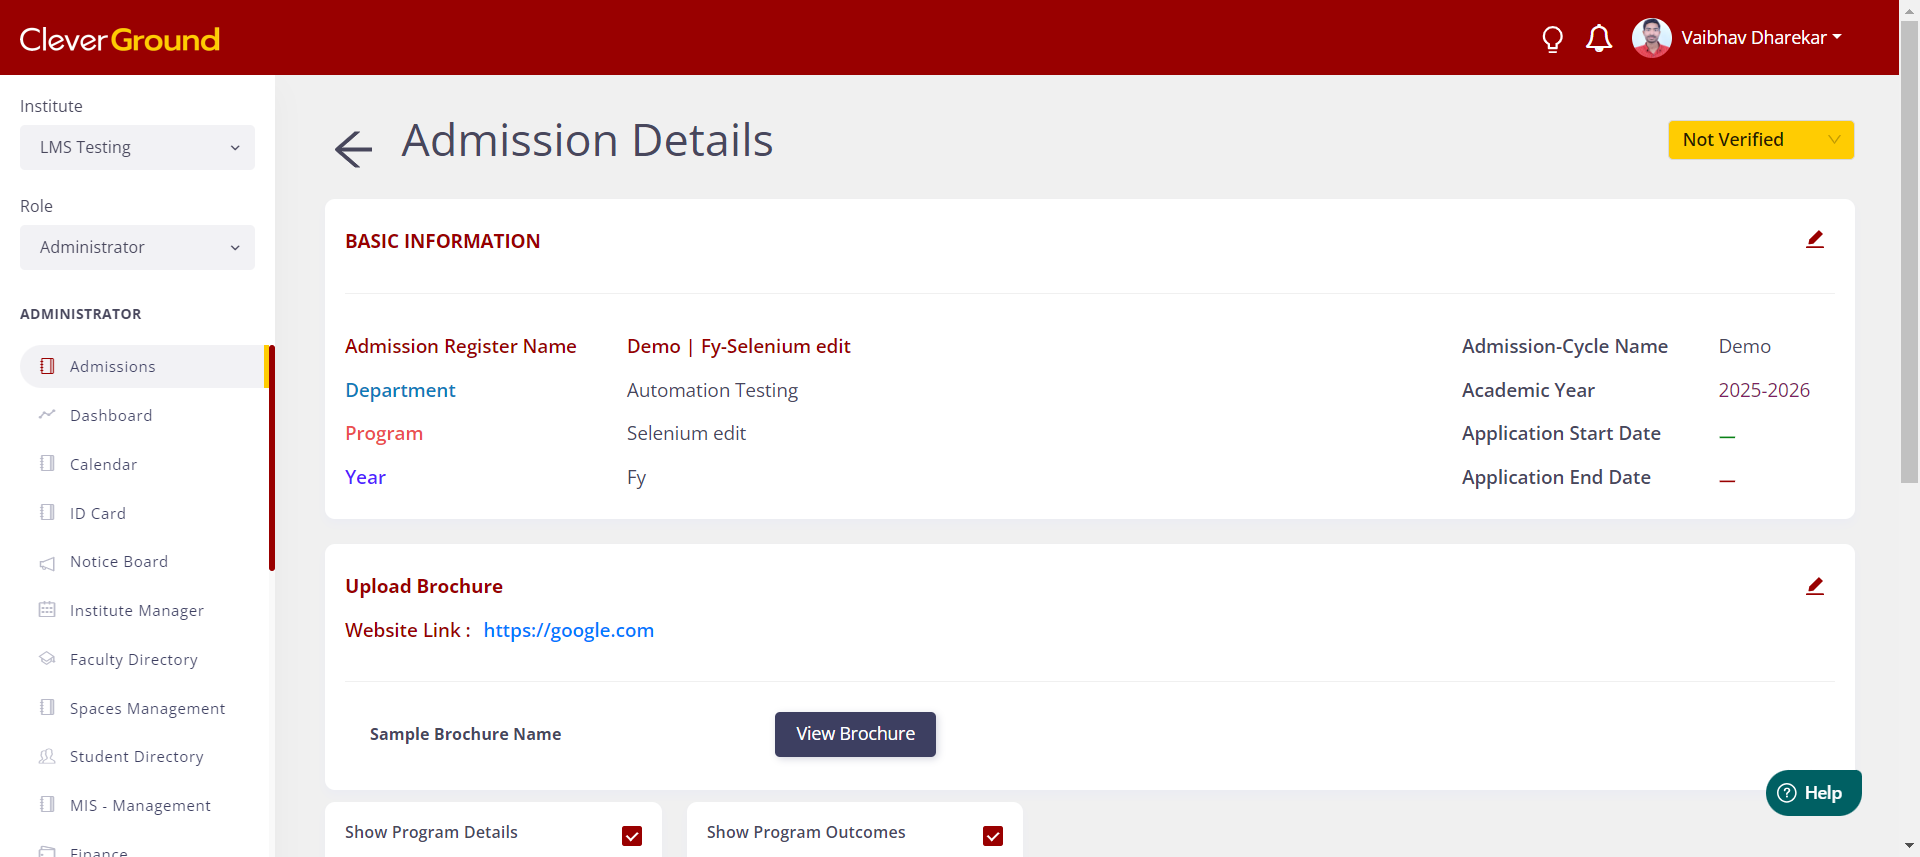 CleverGround
Vaibhav Dharekar
Institute
LMS Testing
Role
Administrator
ADMINISTRATOR
Admissions
Dashboard
Calendar
ID Card
Notice Board
Institute Manager
Faculty Directory
Spaces Management
Student Directory
MIS - Management
Finance
Admission Details
Not Verified
BASIC INFORMATION
Admission Register Name Demo | Fy-Selenium edit
Department Automation Testing
Program Selenium edit
Year Fy
Admission-Cycle Name Demo
Academic Year 2025-2026
Application Start Date —
Application End Date —
Upload Brochure
Website Link : https://google.com
Sample Brochure Name View Brochure
Show Program Details
Show Program Outcomes
Help